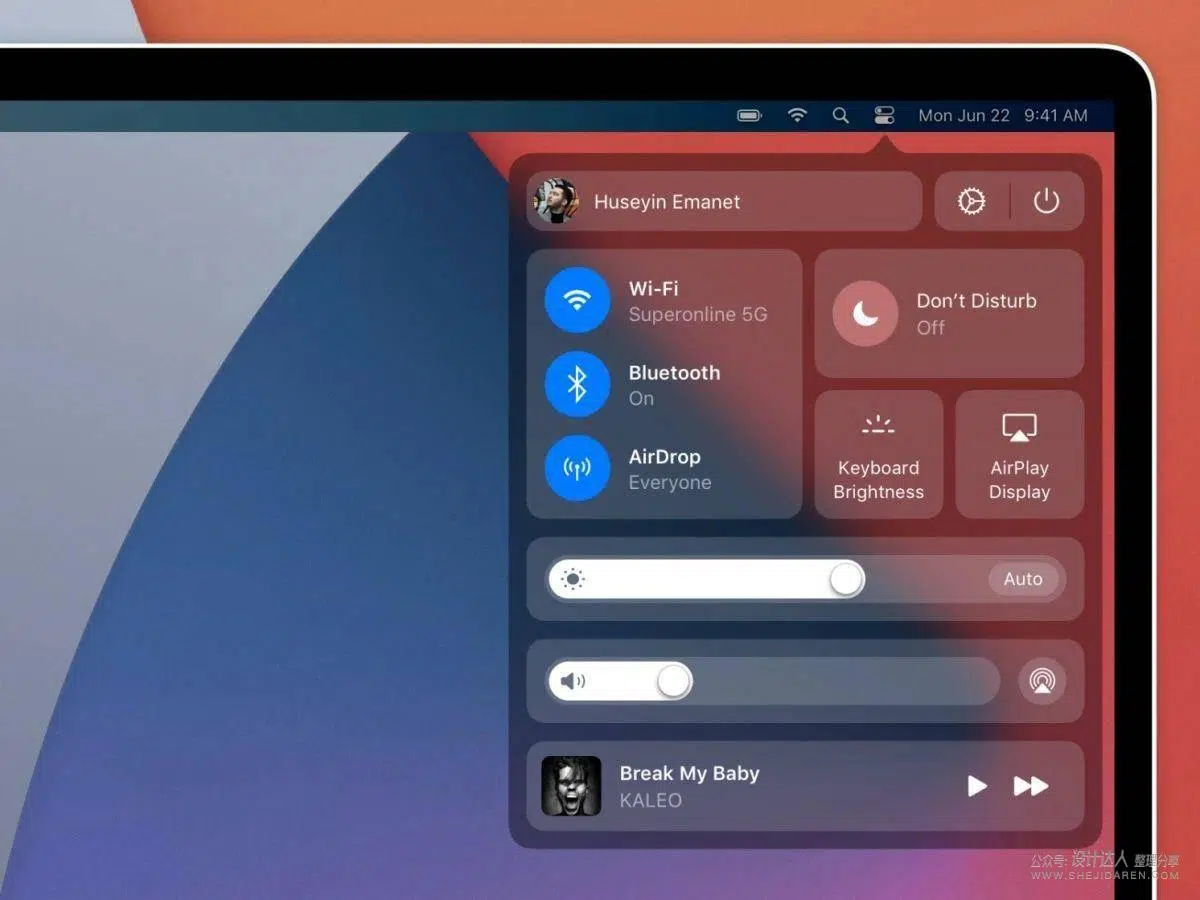 Mon Jun 22 9:41 AM
Huseyin Emanet
Wi-Fi
Superonline 5G
Don’t Disturb
Off
Bluetooth
On
AirDrop
Everyone
Keyboard
Brightness
AirPlay
Display
Auto
Break My Baby
KALEO
公众号: 设计达人 整理分享
WWW.SHEJIDAREN.COM